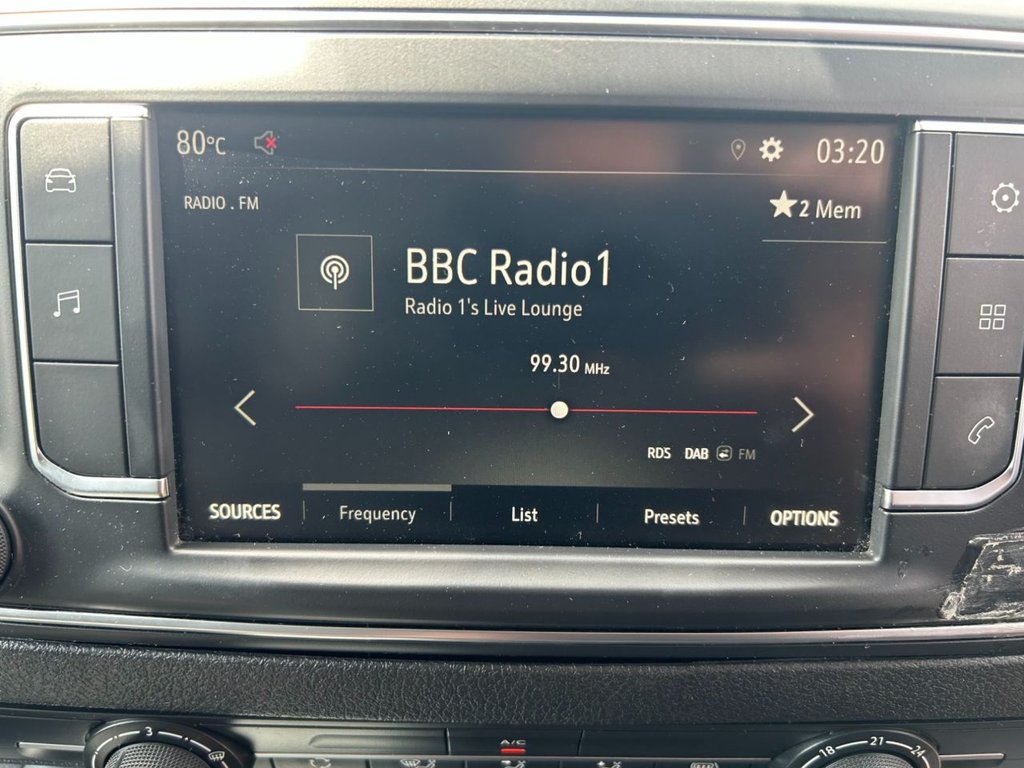 80°C 03:20
RADIO . FM
2 Mem
BBC Radio1
Radio 1's Live Lounge
99.30 MHz
RDS DAB FM
SOURCES Frequency List Presets OPTIONS
3
A/C
18 21 24